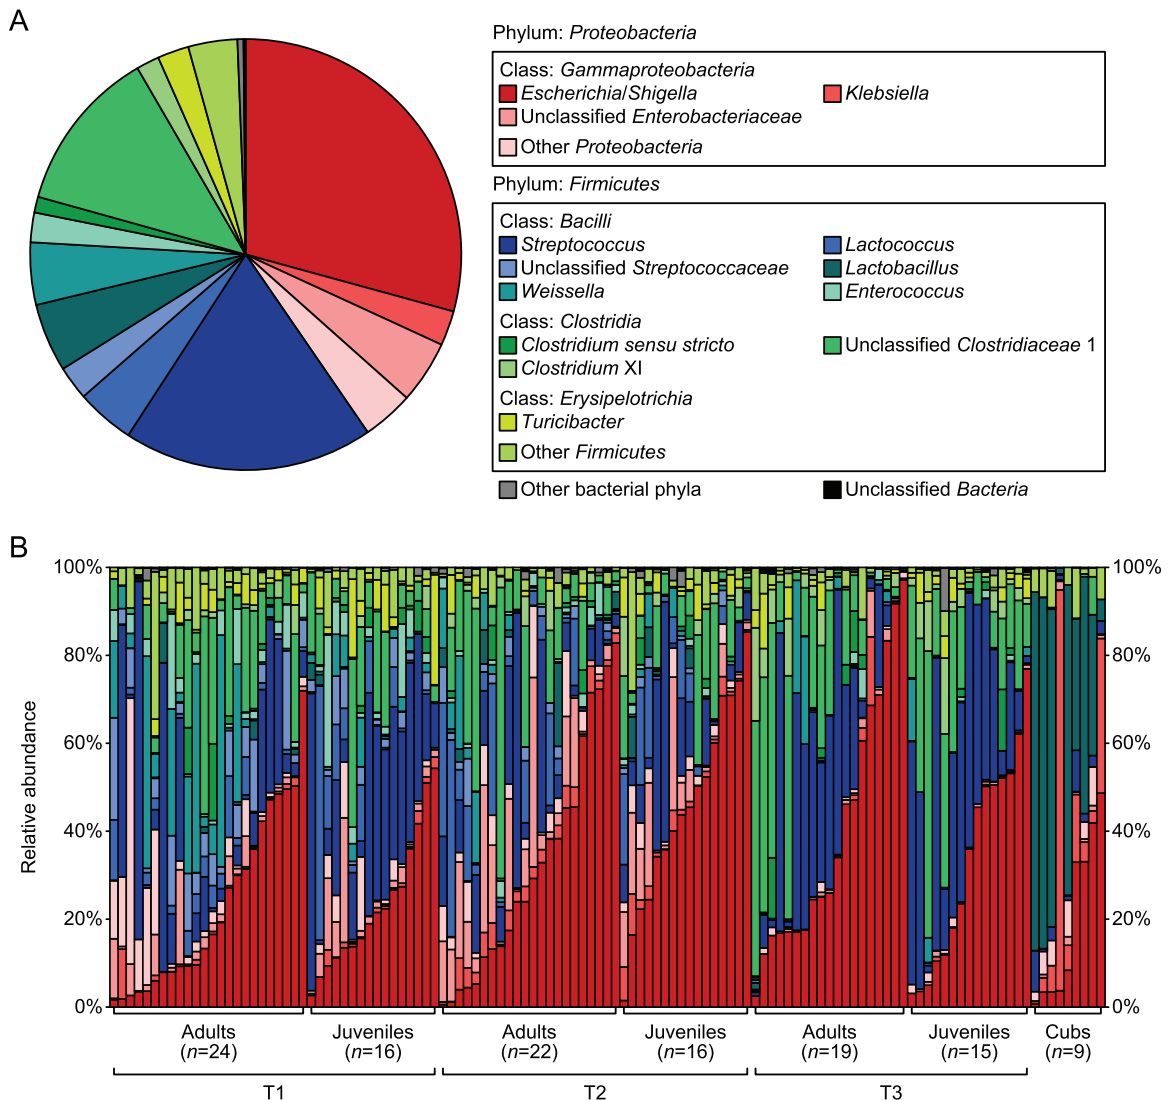 A
Phylum: Proteobacteria
Class: Gammaproteobacteria
Escherichia/Shigella
Klebsiella
Unclassified Enterobacteriaceae
Other Proteobacteria
Phylum: Firmicutes
Class: Bacilli
Streptococcus
Lactococcus
Unclassified Streptococcaceae
Lactobacillus
Weissella
Enterococcus
Class: Clostridia
Clostridium sensu stricto
Unclassified Clostridiaceae 1
Clostridium XI
Class: Erysipelotrichia
Turicibacter
Other Firmicutes
Other bacterial phyla
Unclassified Bacteria
B
Relative abundance
100%
80%
60%
40%
20%
0%
100%
80%
60%
40%
20%
0%
Adults
(n=24)
Juveniles
(n=16)
Adults
(n=22)
Juveniles
(n=16)
Adults
(n=19)
Juveniles
(n=15)
Cubs
(n=9)
T1
T2
T3